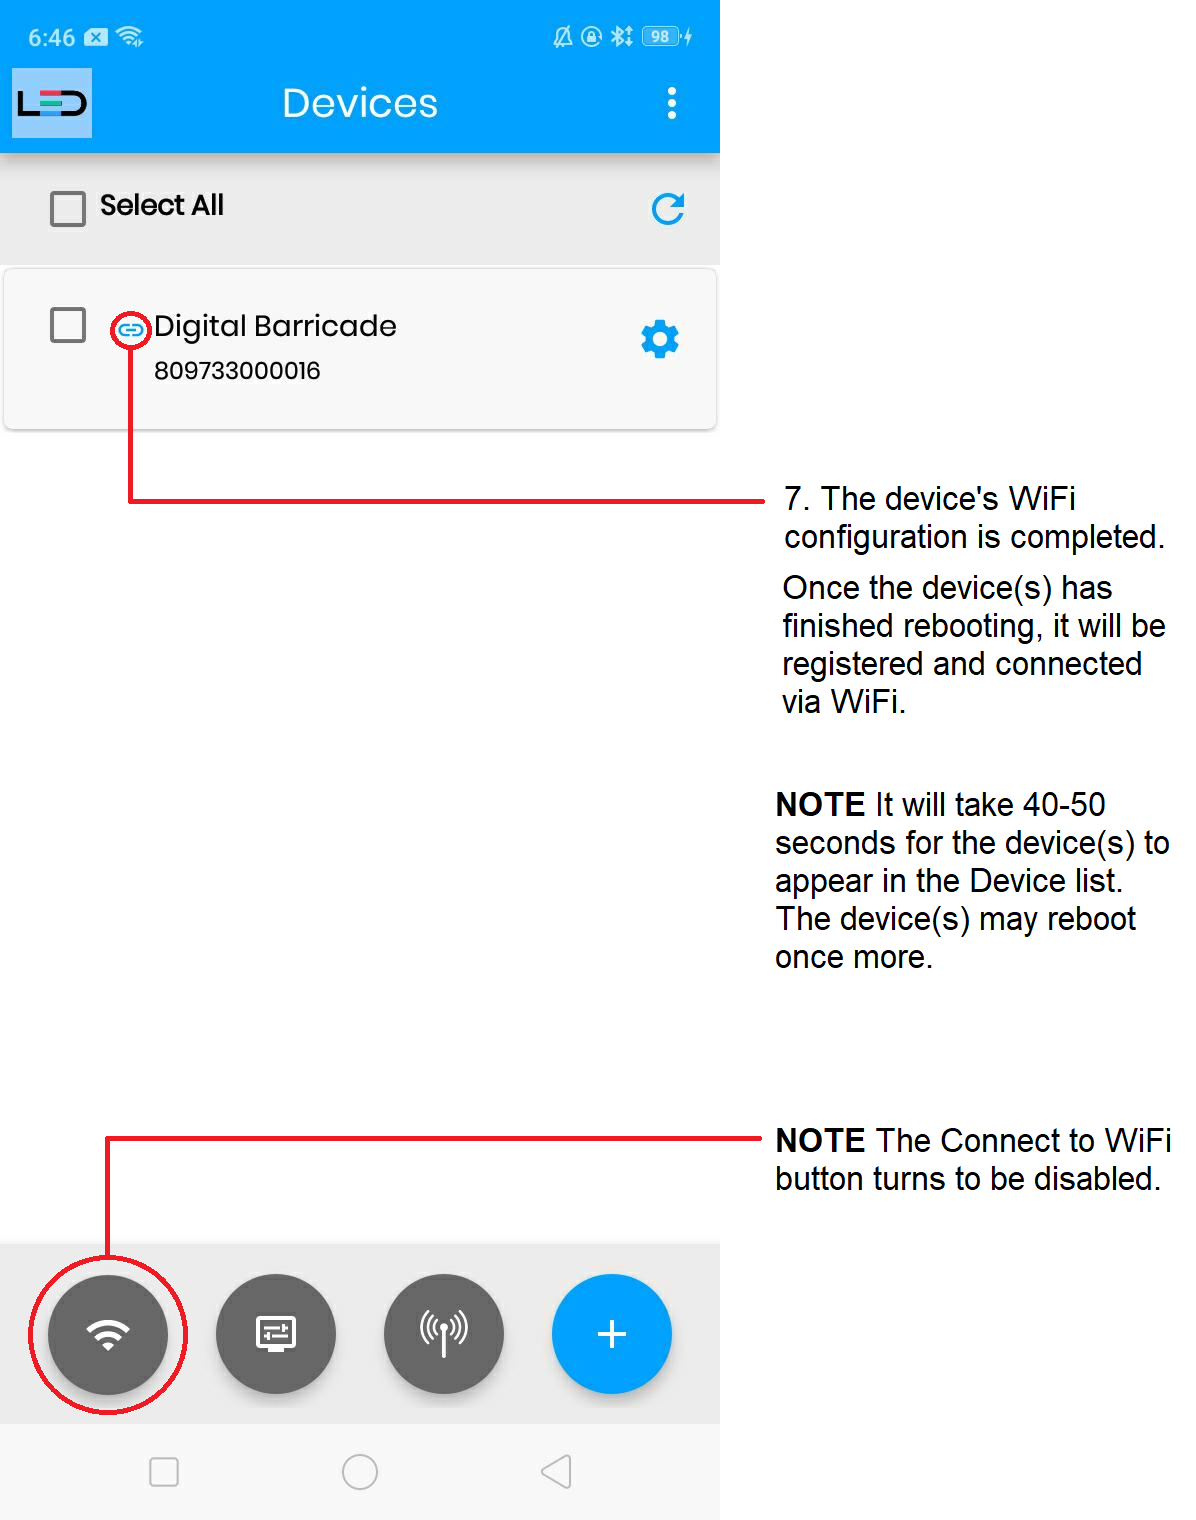 6:46
98
LED
Devices
Select All
Digital Barricade
809733000016
7. The device's WiFi
configuration is completed.
Once the device(s) has
finished rebooting, it will be
registered and connected
via WiFi.
NOTE It will take 40-50
seconds for the device(s) to
appear in the Device list.
The device(s) may reboot
once more.
NOTE The Connect to WiFi
button turns to be disabled.